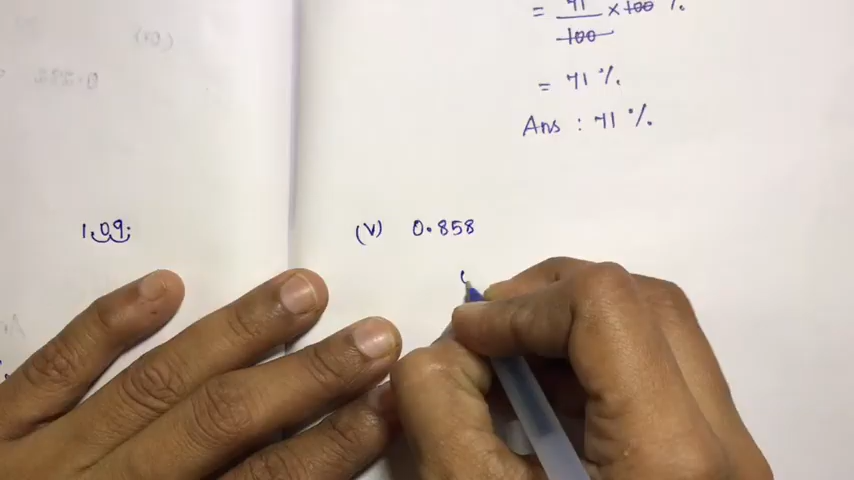 = 71/100 × 100 %
= 71 %
Ans : 71 %
1.09.
(V) 0.858